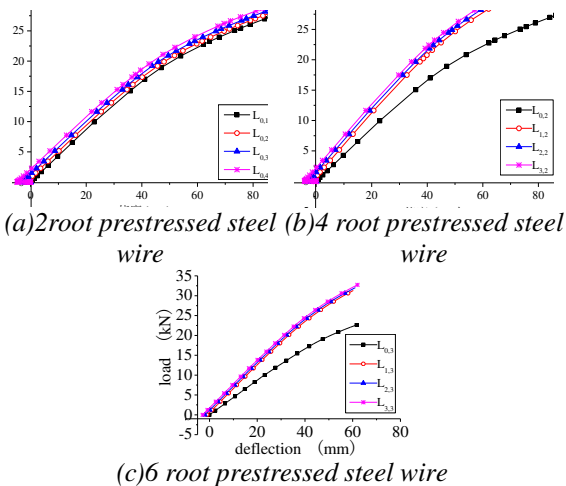 25
20
15
10
5
0 20 40 60 80
L0,1
L0,2
L0,3
L0,4
25
20
15
10
5
0 20 40 60 80
L0,2
L1,2
L2,2
L3,2
(a)2root prestressed steel wire
(b)4 root prestressed steel wire
35
30
25
20
15
10
5
0
-5
load （kN）
0 20 40 60 80
deflection （mm）
L0,3
L1,3
L2,3
L3,3
(c)6 root prestressed steel wire